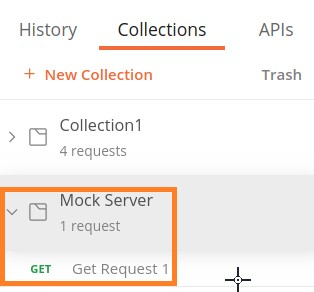 History Collections APIs
+ New Collection Trash
Collection1
4 requests
Mock Server
1 request
GET Get Request 1